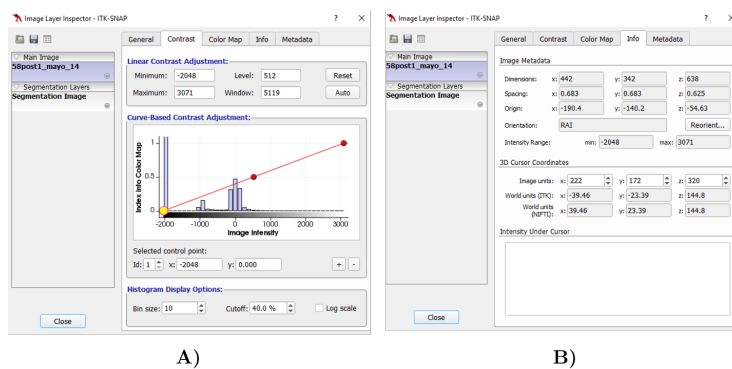 Image Layer Inspector - ITK-SNAP ? ×
Main Image
58post1_mayo_14
Segmentation Layers
Segmentation Image
General Contrast Color Map Info Metadata
Linear Contrast Adjustment:
Minimum: -2048 Level: 512 Reset
Maximum: 3071 Window: 5119 Auto
Curve-Based Contrast Adjustment:
Index into Color Map
1
0.5
0
-2000 -1000 0 1000 2000 3000
Image Intensity
Selected control point:
Id: 1 x: -2048 y: 0.000 + -
Histogram Display Options:
Bin size: 10 Cutoff: 40.0 % Log scale
Close
A)
Image Layer Inspector - ITK-SNAP ? ×
Main Image
58post1_mayo_14
Segmentation Layers
Segmentation Image
General Contrast Color Map Info Metadata
Image Metadata
Dimensions: x: 442 y: 342 z: 638
Spacing: x: 0.683 y: 0.683 z: 0.625
Origin: x: -190.4 y: -140.2 z: -54.63
Orientation: RAI Reorient...
Intensity Range: min: -2048 max: 3071
3D Cursor Coordinates
Image units: x: 222 y: 172 z: 320
World units (ITK): x: -39.46 y: -23.39 z: 144.8
World units
(NIFTI): x: 39.46 y: 23.39 z: 144.8
Intensity Under Cursor
Close
B)